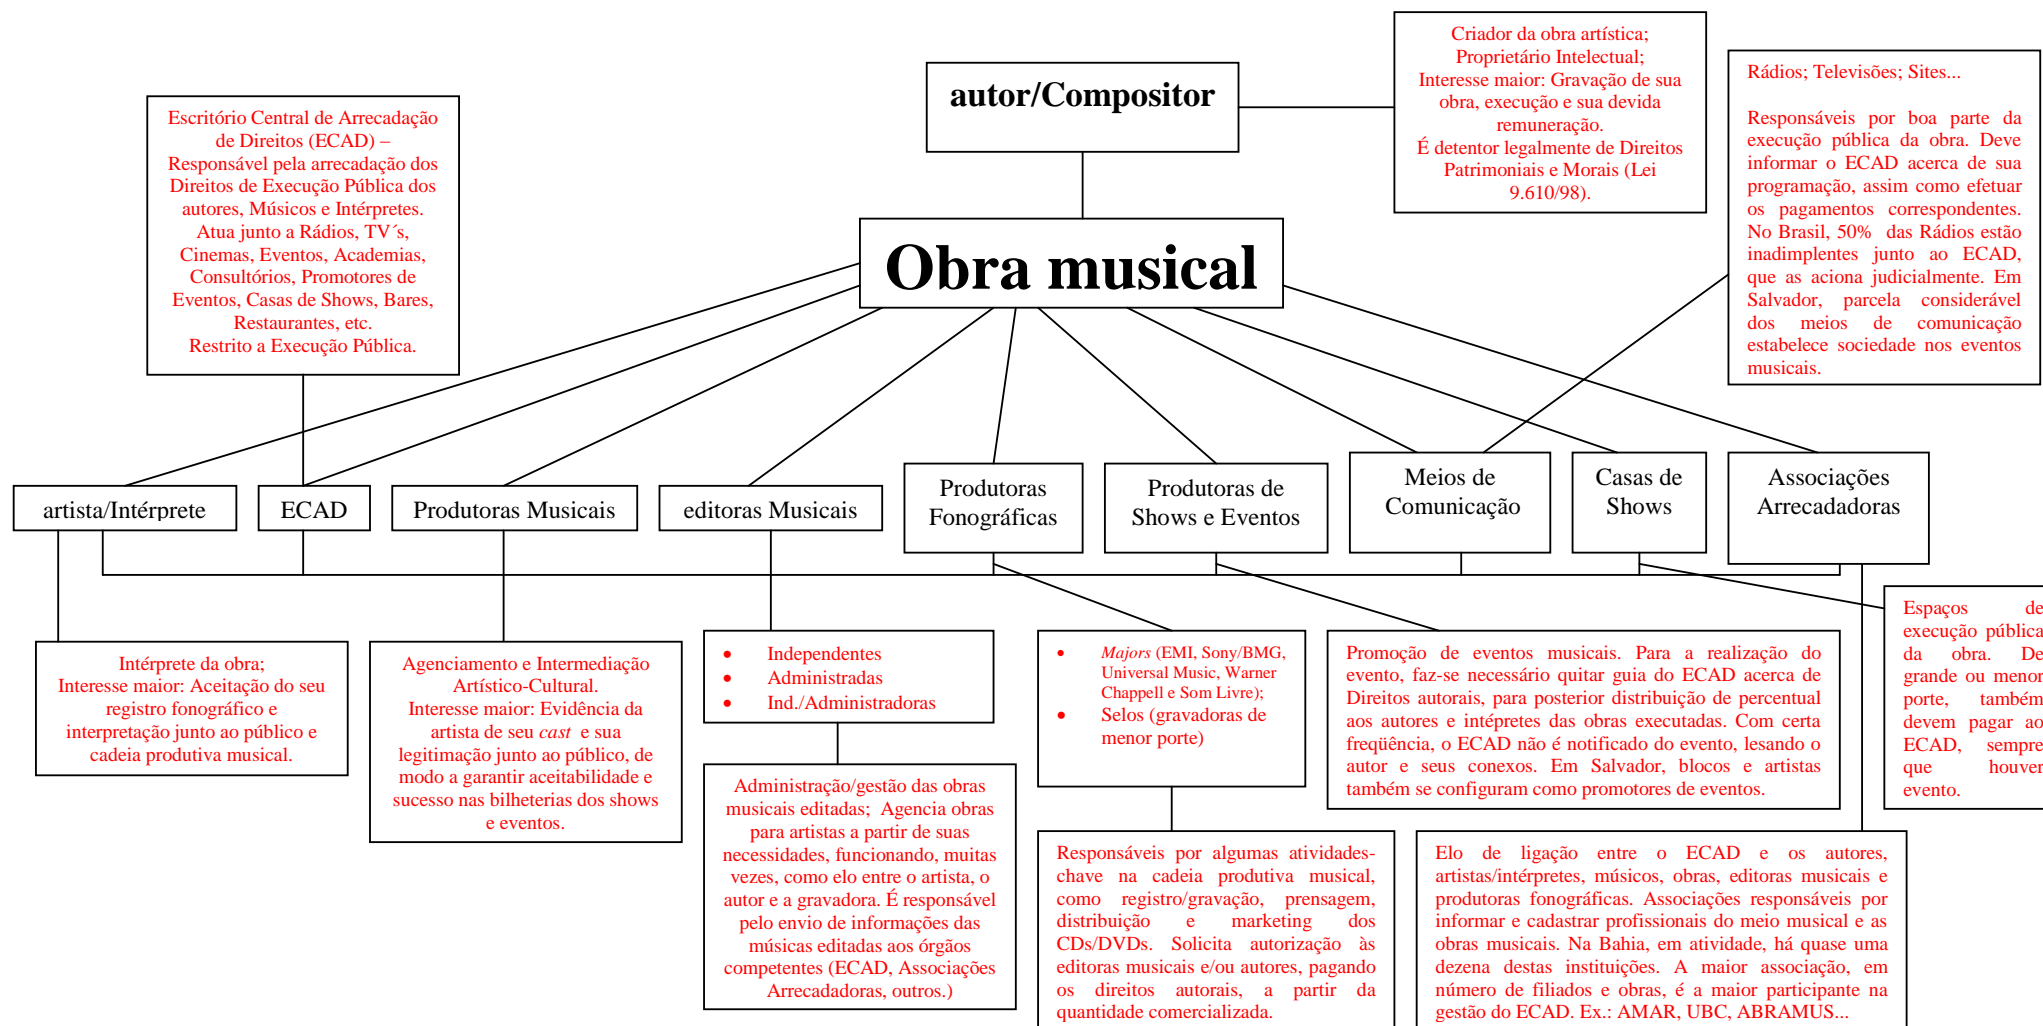 autor/Compositor
Criador da obra artística;
Proprietário Intelectual;
Interesse maior: Gravação de sua
obra, execução e sua devida
remuneração.
É detentor legalmente de Direitos
Patrimoniais e Morais (Lei
9.610/98).
Rádios; Televisões; Sites...
Responsáveis por boa parte da
execução pública da obra. Deve
informar o ECAD acerca de sua
programação, assim como efetuar
os pagamentos correspondentes.
No Brasil, 50% das Rádios estão
inadimplentes junto ao ECAD,
que as aciona judicialmente. Em
Salvador, parcela considerável
dos meios de comunicação
estabelece sociedade nos eventos
musicais.
Escritório Central de Arrecadação
de Direitos (ECAD) –
Responsável pela arrecadação dos
Direitos de Execução Pública dos
autores, Músicos e Intérpretes.
Atua junto a Rádios, TV´s,
Cinemas, Eventos, Academias,
Consultórios, Promotores de
Eventos, Casas de Shows, Bares,
Restaurantes, etc.
Restrito a Execução Pública.
Obra musical
artista/Intérprete
ECAD
Produtoras Musicais
editoras Musicais
Produtoras
Fonográficas
Produtoras de
Shows e Eventos
Meios de
Comunicação
Casas de
Shows
Associações
Arrecadadoras
Intérprete da obra;
Interesse maior: Aceitação do seu
registro fonográfico e
interpretação junto ao público e
cadeia produtiva musical.
Agenciamento e Intermediação
Artístico-Cultural.
Interesse maior: Evidência da
artista de seu cast e sua
legitimação junto ao público, de
modo a garantir aceitabilidade e
sucesso nas bilheterias dos shows
e eventos.
• Independentes
• Administradas
• Ind./Administradoras
Administração/gestão das obras
musicais editadas; Agencia obras
para artistas a partir de suas
necessidades, funcionando, muitas
vezes, como elo entre o artista, o
autor e a gravadora. É responsável
pelo envio de informações das
músicas editadas aos órgãos
competentes (ECAD, Associações
Arrecadadoras, outros.)
• Majors (EMI, Sony/BMG,
Universal Music, Warner
Chappell e Som Livre);
• Selos (gravadoras de
menor porte)
Responsáveis por algumas atividades-
chave na cadeia produtiva musical,
como registro/gravação, prensagem,
distribuição e marketing dos
CDs/DVDs. Solicita autorização às
editoras musicais e/ou autores, pagando
os direitos autorais, a partir da
quantidade comercializada.
Promoção de eventos musicais. Para a realização do
evento, faz-se necessário quitar guia do ECAD acerca de
Direitos autorais, para posterior distribuição de percentual
aos autores e intépretes das obras executadas. Com certa
freqüência, o ECAD não é notificado do evento, lesando o
autor e seus conexos. Em Salvador, blocos e artistas
também se configuram como promotores de eventos.
Espaços de
execução pública
da obra. De
grande ou menor
porte, também
devem pagar ao
ECAD, sempre
que houver
evento.
Elo de ligação entre o ECAD e os autores,
artistas/intérpretes, músicos, obras, editoras musicais e
produtoras fonográficas. Associações responsáveis por
informar e cadastrar profissionais do meio musical e as
obras musicais. Na Bahia, em atividade, há quase uma
dezena destas instituições. A maior associação, em
número de filiados e obras, é a maior participante na
gestão do ECAD. Ex.: AMAR, UBC, ABRAMUS...